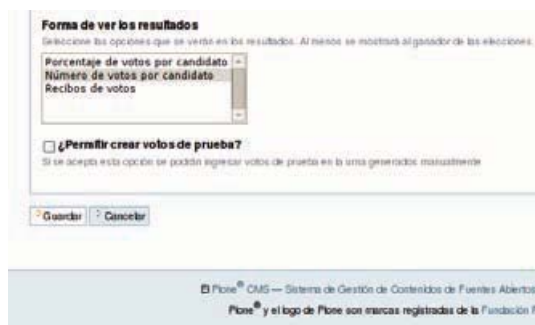 Forma de ver los resultados
Seleccione las opciones que se verán en los resultados. Al menos se mostrará al ganador de las elecciones.
Porcentaje de votos por candidato
Número de votos por candidato
Recibos de votos
¿Permitir crear votos de prueba?
Si se acepta esta opción se podrán ingresar votos de prueba en la urna generados manualmente
Guardar Cancelar
El Plone® CMS — Sistema de Gestión de Contenidos de Fuentes Abiertos
Plone® y el logo de Plone son marcas registradas de la Fundación